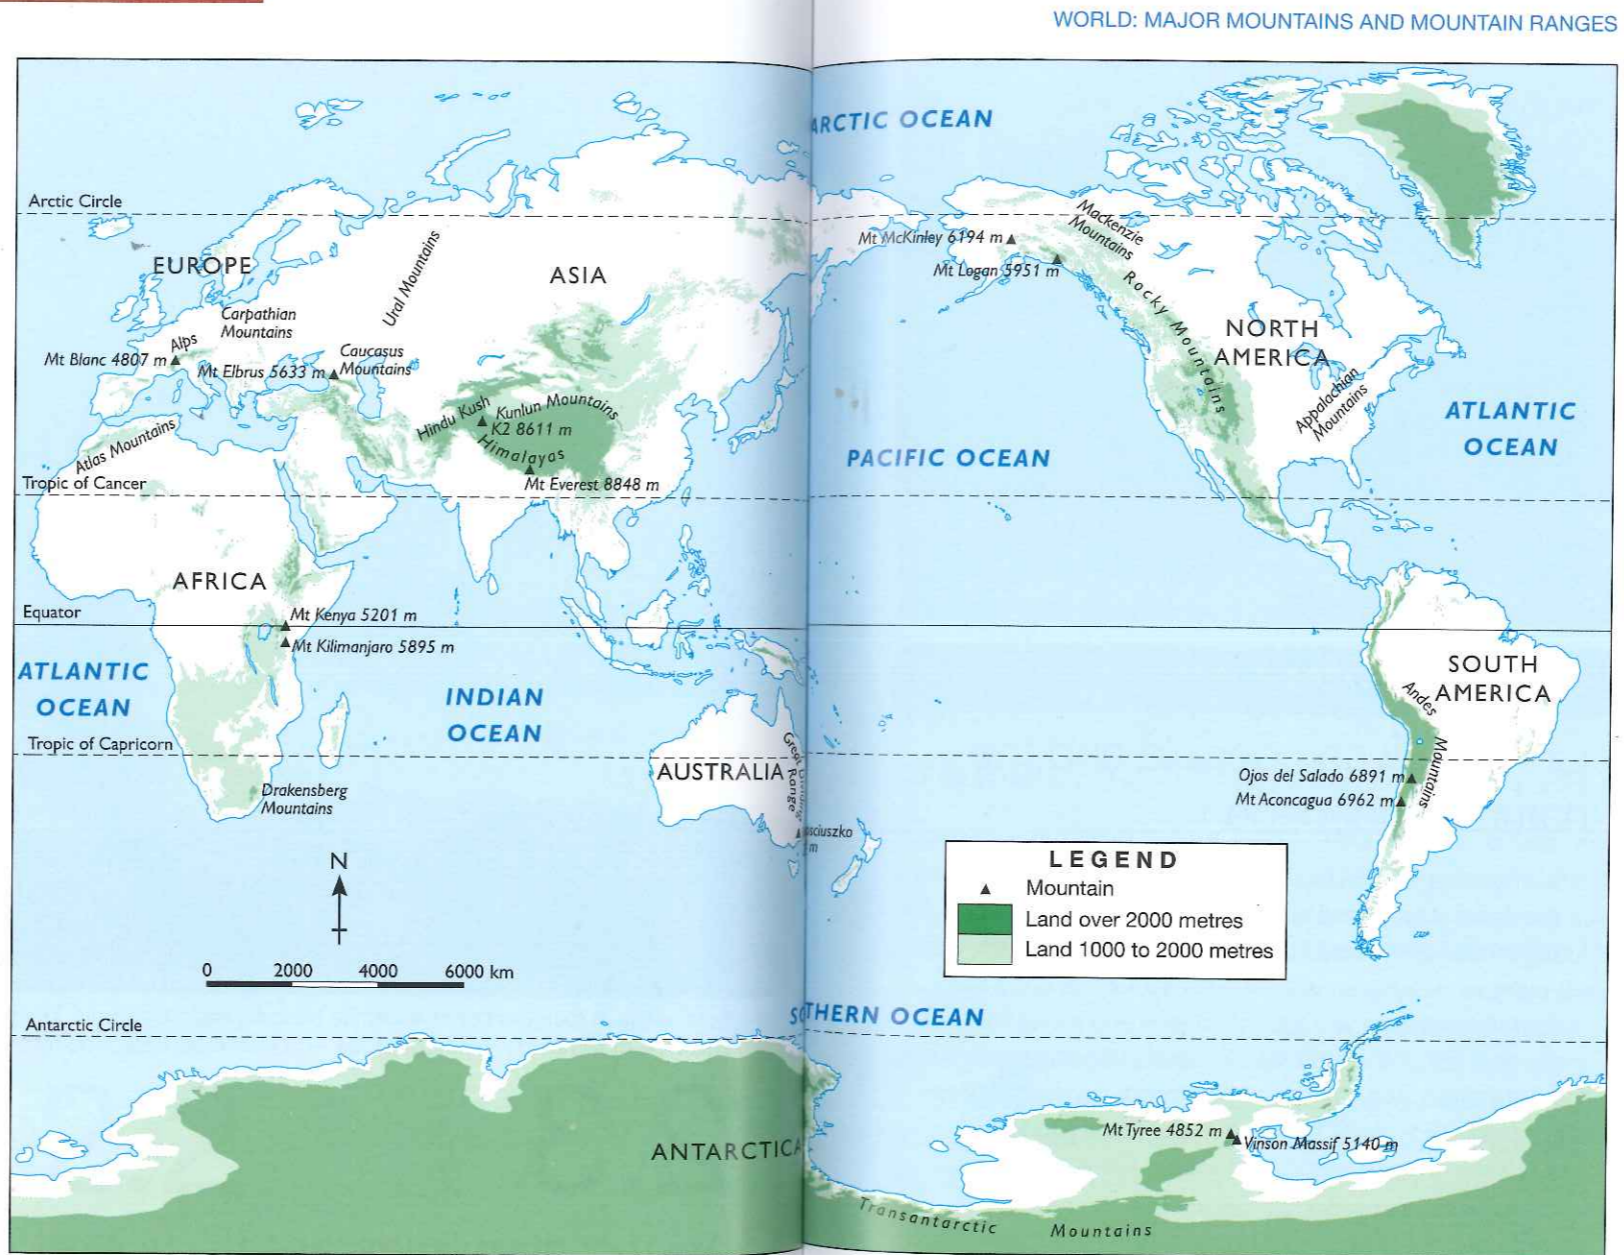 WORLD: MAJOR MOUNTAINS AND MOUNTAIN RANGES
ARCTIC OCEAN
Arctic Circle
Mackenzie
Mountains
Mt McKinley 6194 m
Mt Logan 5951 m
EUROPE
Ural Mountains
ASIA
Carpathian
Mountains
Rocky Mountains
NORTH
AMERICA
Alps
Mt Blanc 4807 m
Caucasus
Mountains
Mt Elbrus 5633 m
Appalachian
Mountains
ATLANTIC
OCEAN
Hindu Kush
Kunlun Mountains
K2 8611 m
Himalayas
Atlas Mountains
PACIFIC OCEAN
Tropic of Cancer
Mt Everest 8848 m
AFRICA
Equator
Mt Kenya 5201 m
Mt Kilimanjaro 5895 m
ATLANTIC
OCEAN
INDIAN
OCEAN
SOUTH
AMERICA
Andes
Mountains
Tropic of Capricorn
Great
Range
AUSTRALIA
Ojos del Salado 6891 m
Mt Aconcagua 6962 m
Drakensberg
Mountains
m
N
LEGEND
Mountain
Land over 2000 metres
Land 1000 to 2000 metres
0 2000 4000 6000 km
THERN OCEAN
Antarctic Circle
ANTARCTICA
Mt Tyree 4852 m
Vinson Massif 5140 m
Transantarctic Mountains